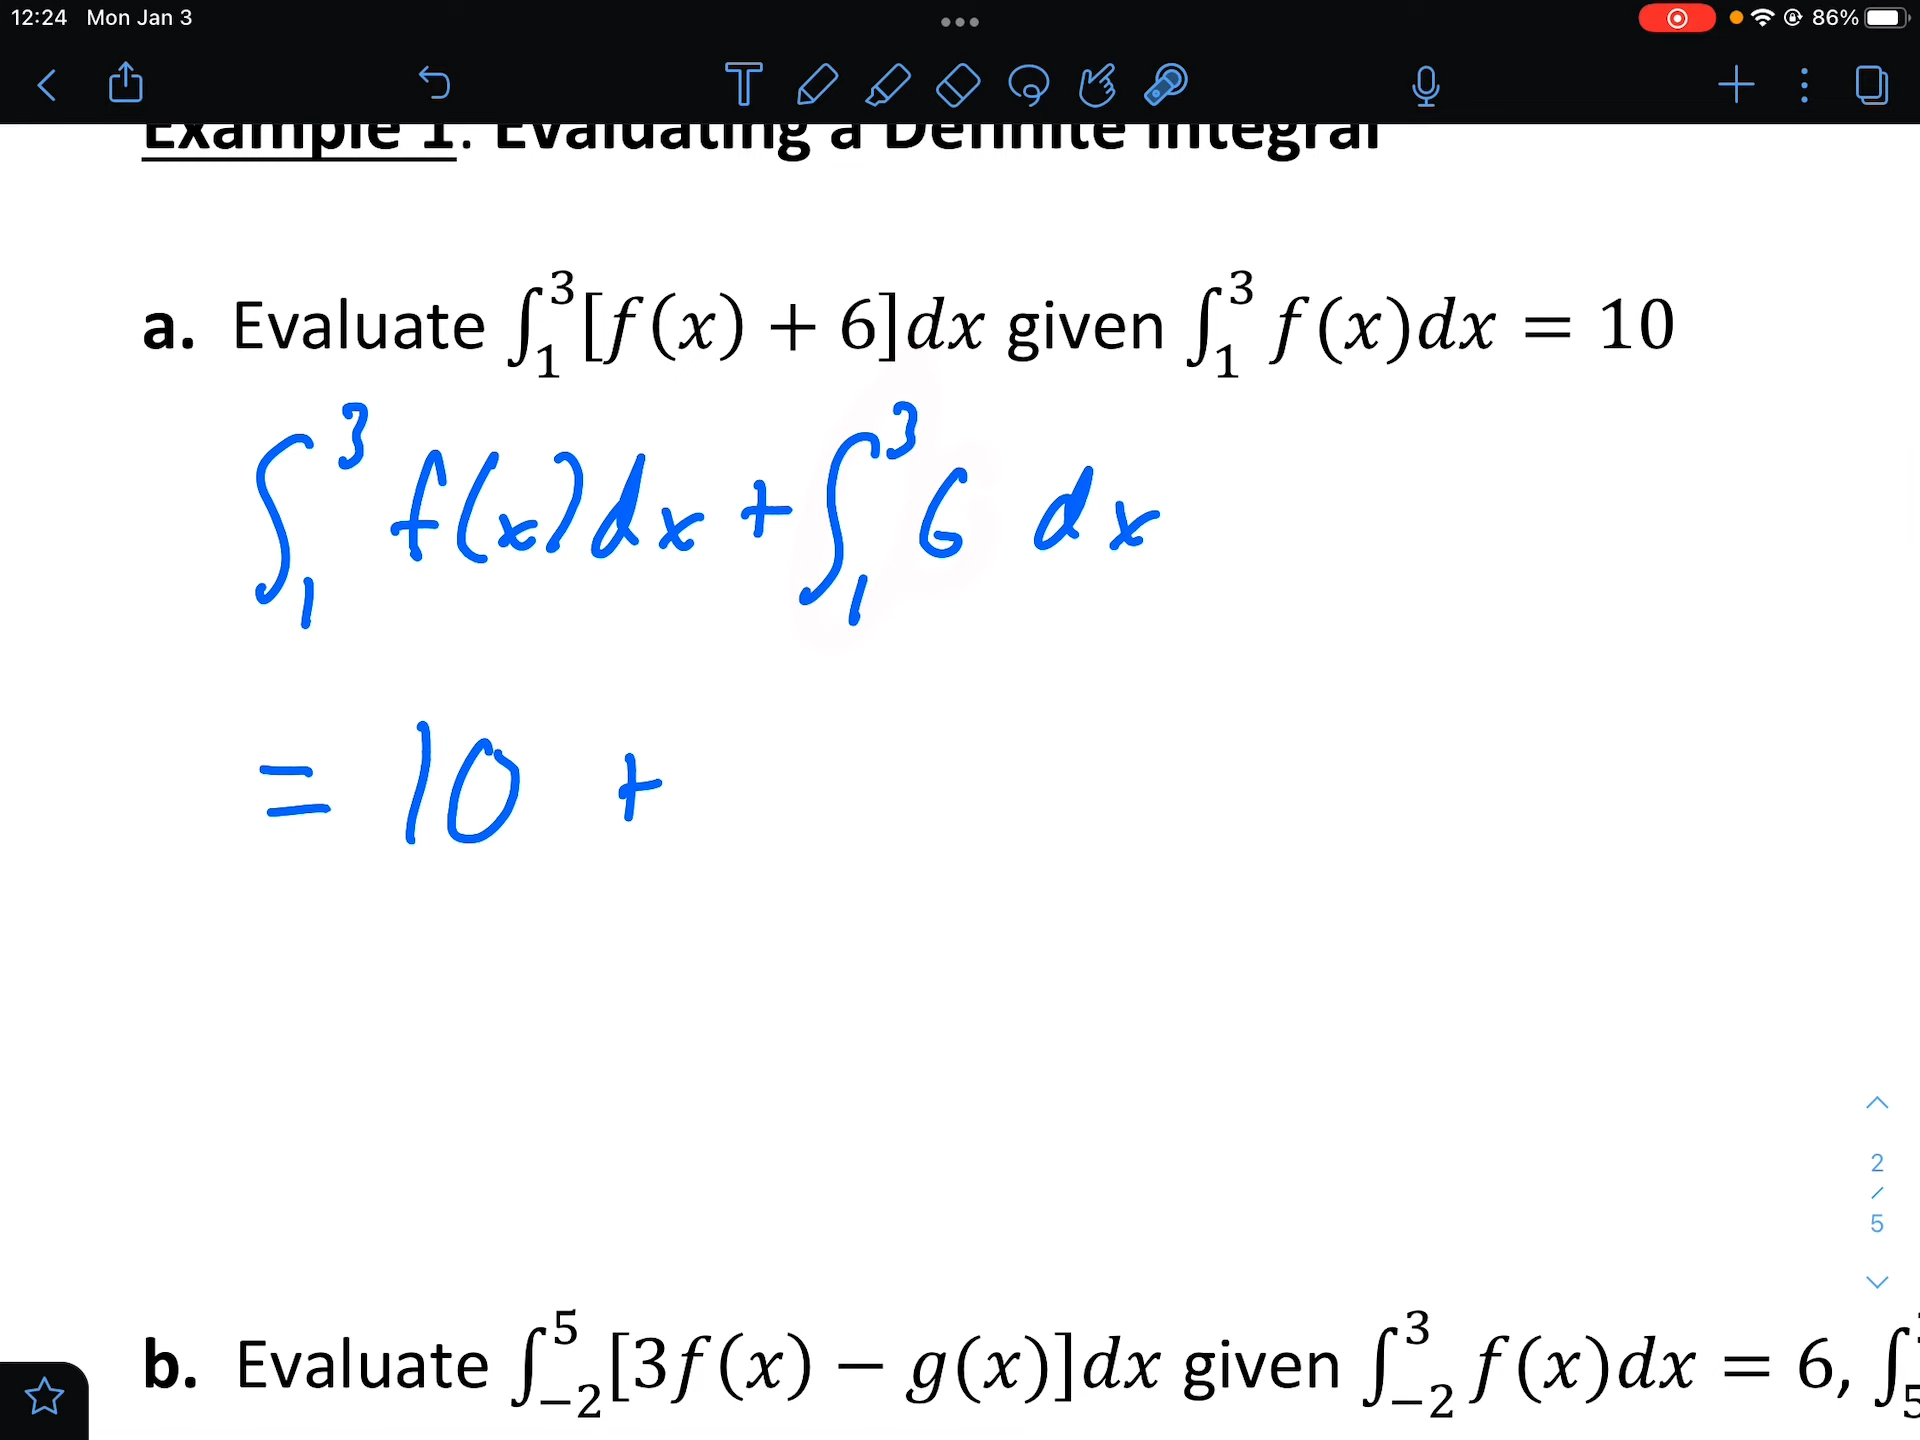 12:24 Mon Jan 3 86%
T
Example 1. Evaluating a Definite Integral
a. Evaluate ∫₁³[f(x) + 6]dx given ∫₁³ f(x)dx = 10
∫₁³ f(x)dx + ∫₁³ 6 dx
= 10 +
2
/
5
b. Evaluate ∫₋₂⁵[3f(x) − g(x)]dx given ∫₋₂³ f(x)dx = 6, ∫